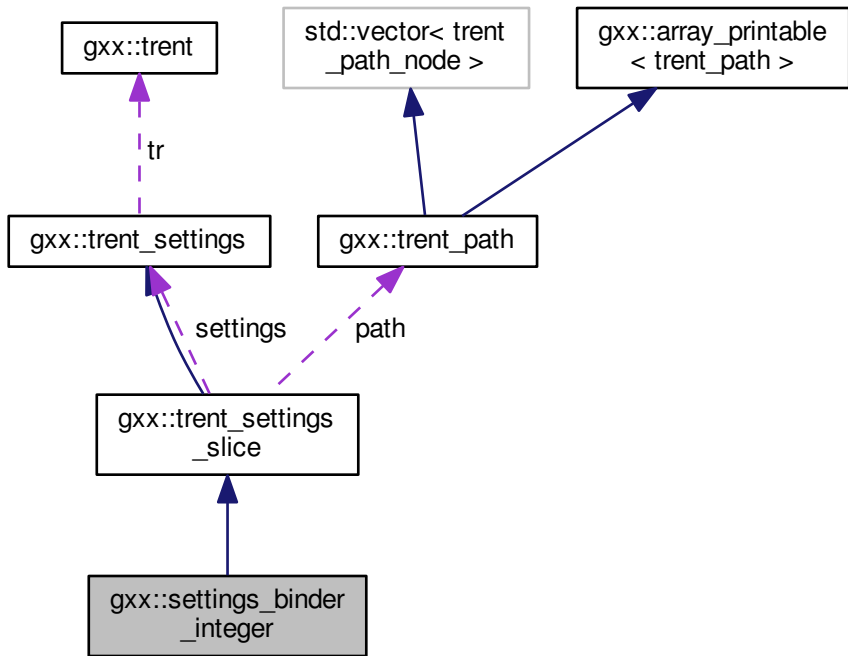 gxx::trent
std::vector< trent
_path_node >
gxx::array_printable
< trent_path >
tr
gxx::trent_settings
gxx::trent_path
settings
path
gxx::trent_settings
_slice
gxx::settings_binder
_integer